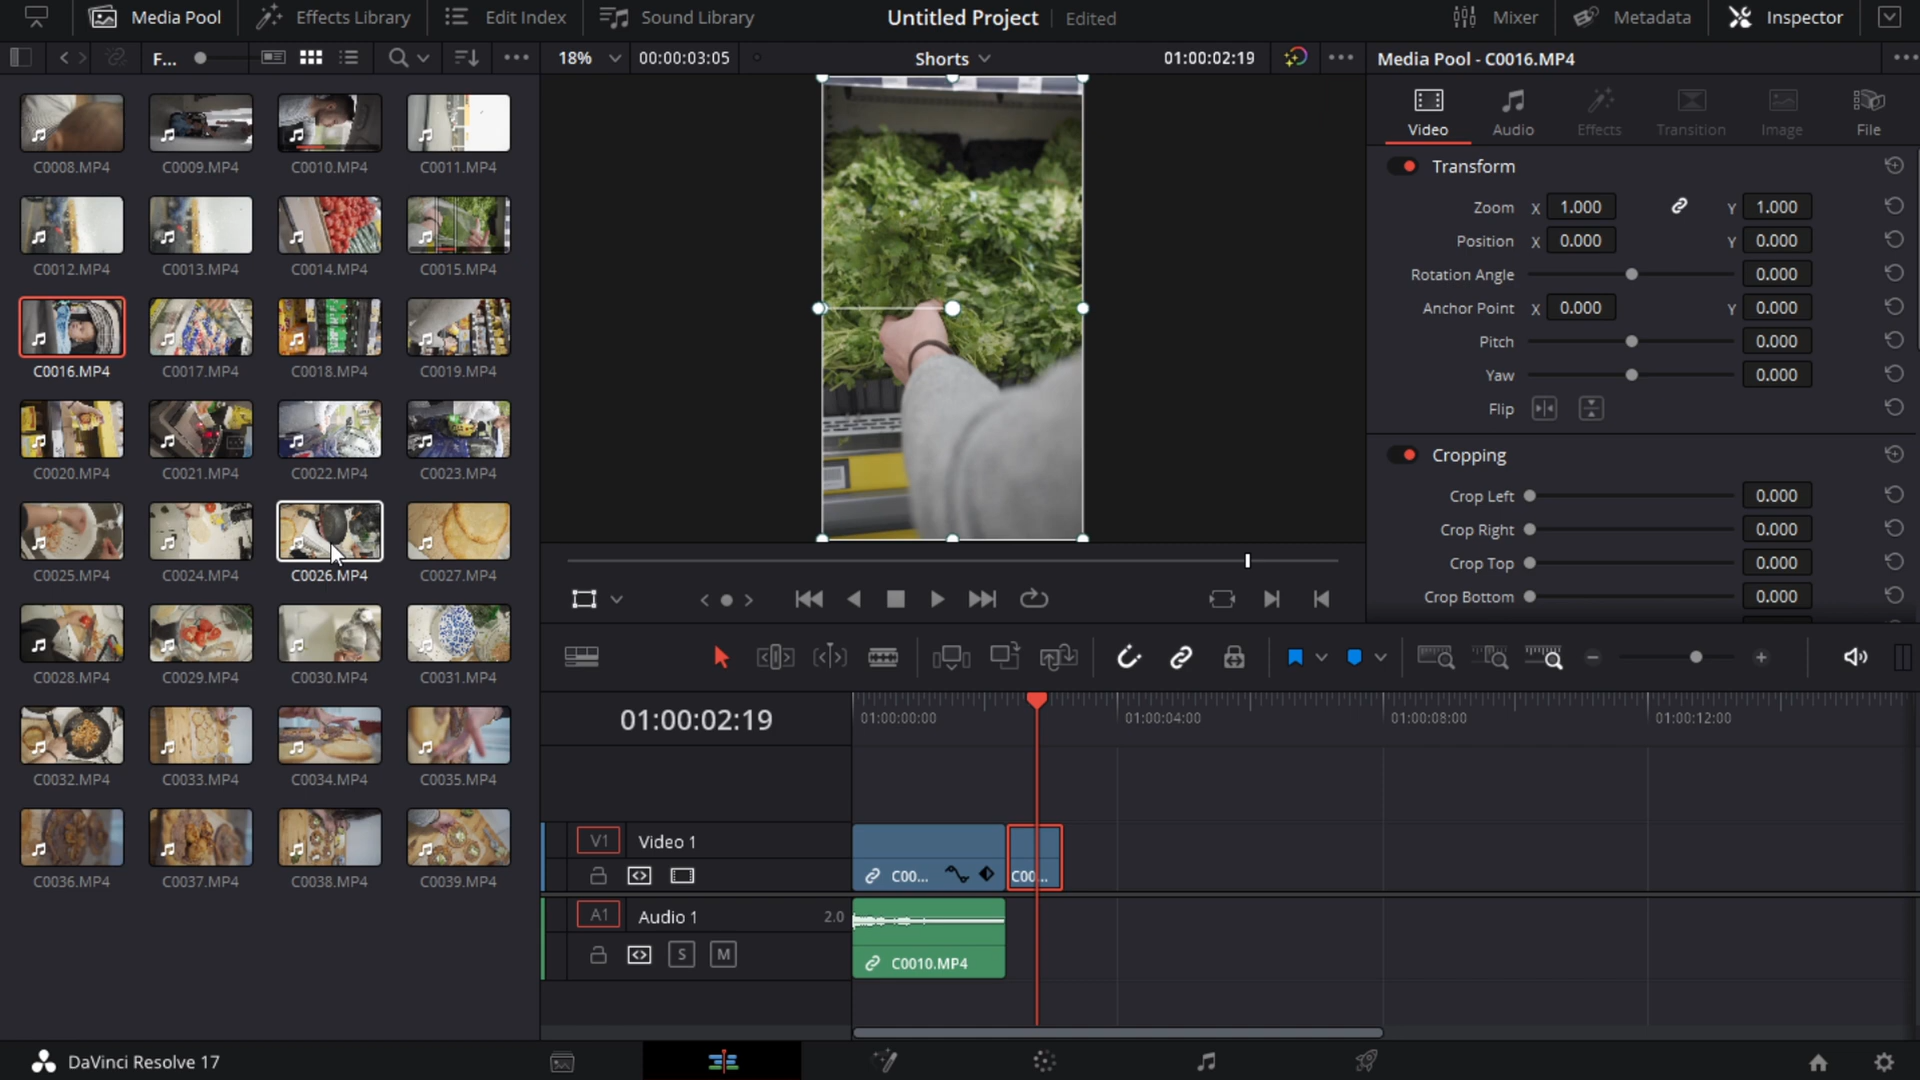 Media Pool
Effects Library
Edit Index
Sound Library
Untitled Project
Edited
Mixer
Metadata
Inspector
F...
18%
00:00:03:05
Shorts
01:00:02:19
Media Pool - C0016.MP4
Video
Audio
Effects
Transition
Image
File
C0008.MP4
C0009.MP4
C0010.MP4
C0011.MP4
C0012.MP4
C0013.MP4
C0014.MP4
C0015.MP4
C0016.MP4
C0017.MP4
C0018.MP4
C0019.MP4
C0020.MP4
C0021.MP4
C0022.MP4
C0023.MP4
C0025.MP4
C0024.MP4
C0026.MP4
C0027.MP4
C0028.MP4
C0029.MP4
C0030.MP4
C0031.MP4
C0032.MP4
C0033.MP4
C0034.MP4
C0035.MP4
C0036.MP4
C0037.MP4
C0038.MP4
C0039.MP4
Transform
Zoom X 1.000 Y 1.000
Position X 0.000 Y 0.000
Rotation Angle 0.000
Anchor Point X 0.000 Y 0.000
Pitch 0.000
Yaw 0.000
Flip
Cropping
Crop Left 0.000
Crop Right 0.000
Crop Top 0.000
Crop Bottom 0.000
01:00:02:19
01:00:00:00
01:00:04:00
01:00:08:00
01:00:12:00
V1 Video 1
C00...
C00...
A1 Audio 1 2.0
S M
C0010.MP4
DaVinci Resolve 17